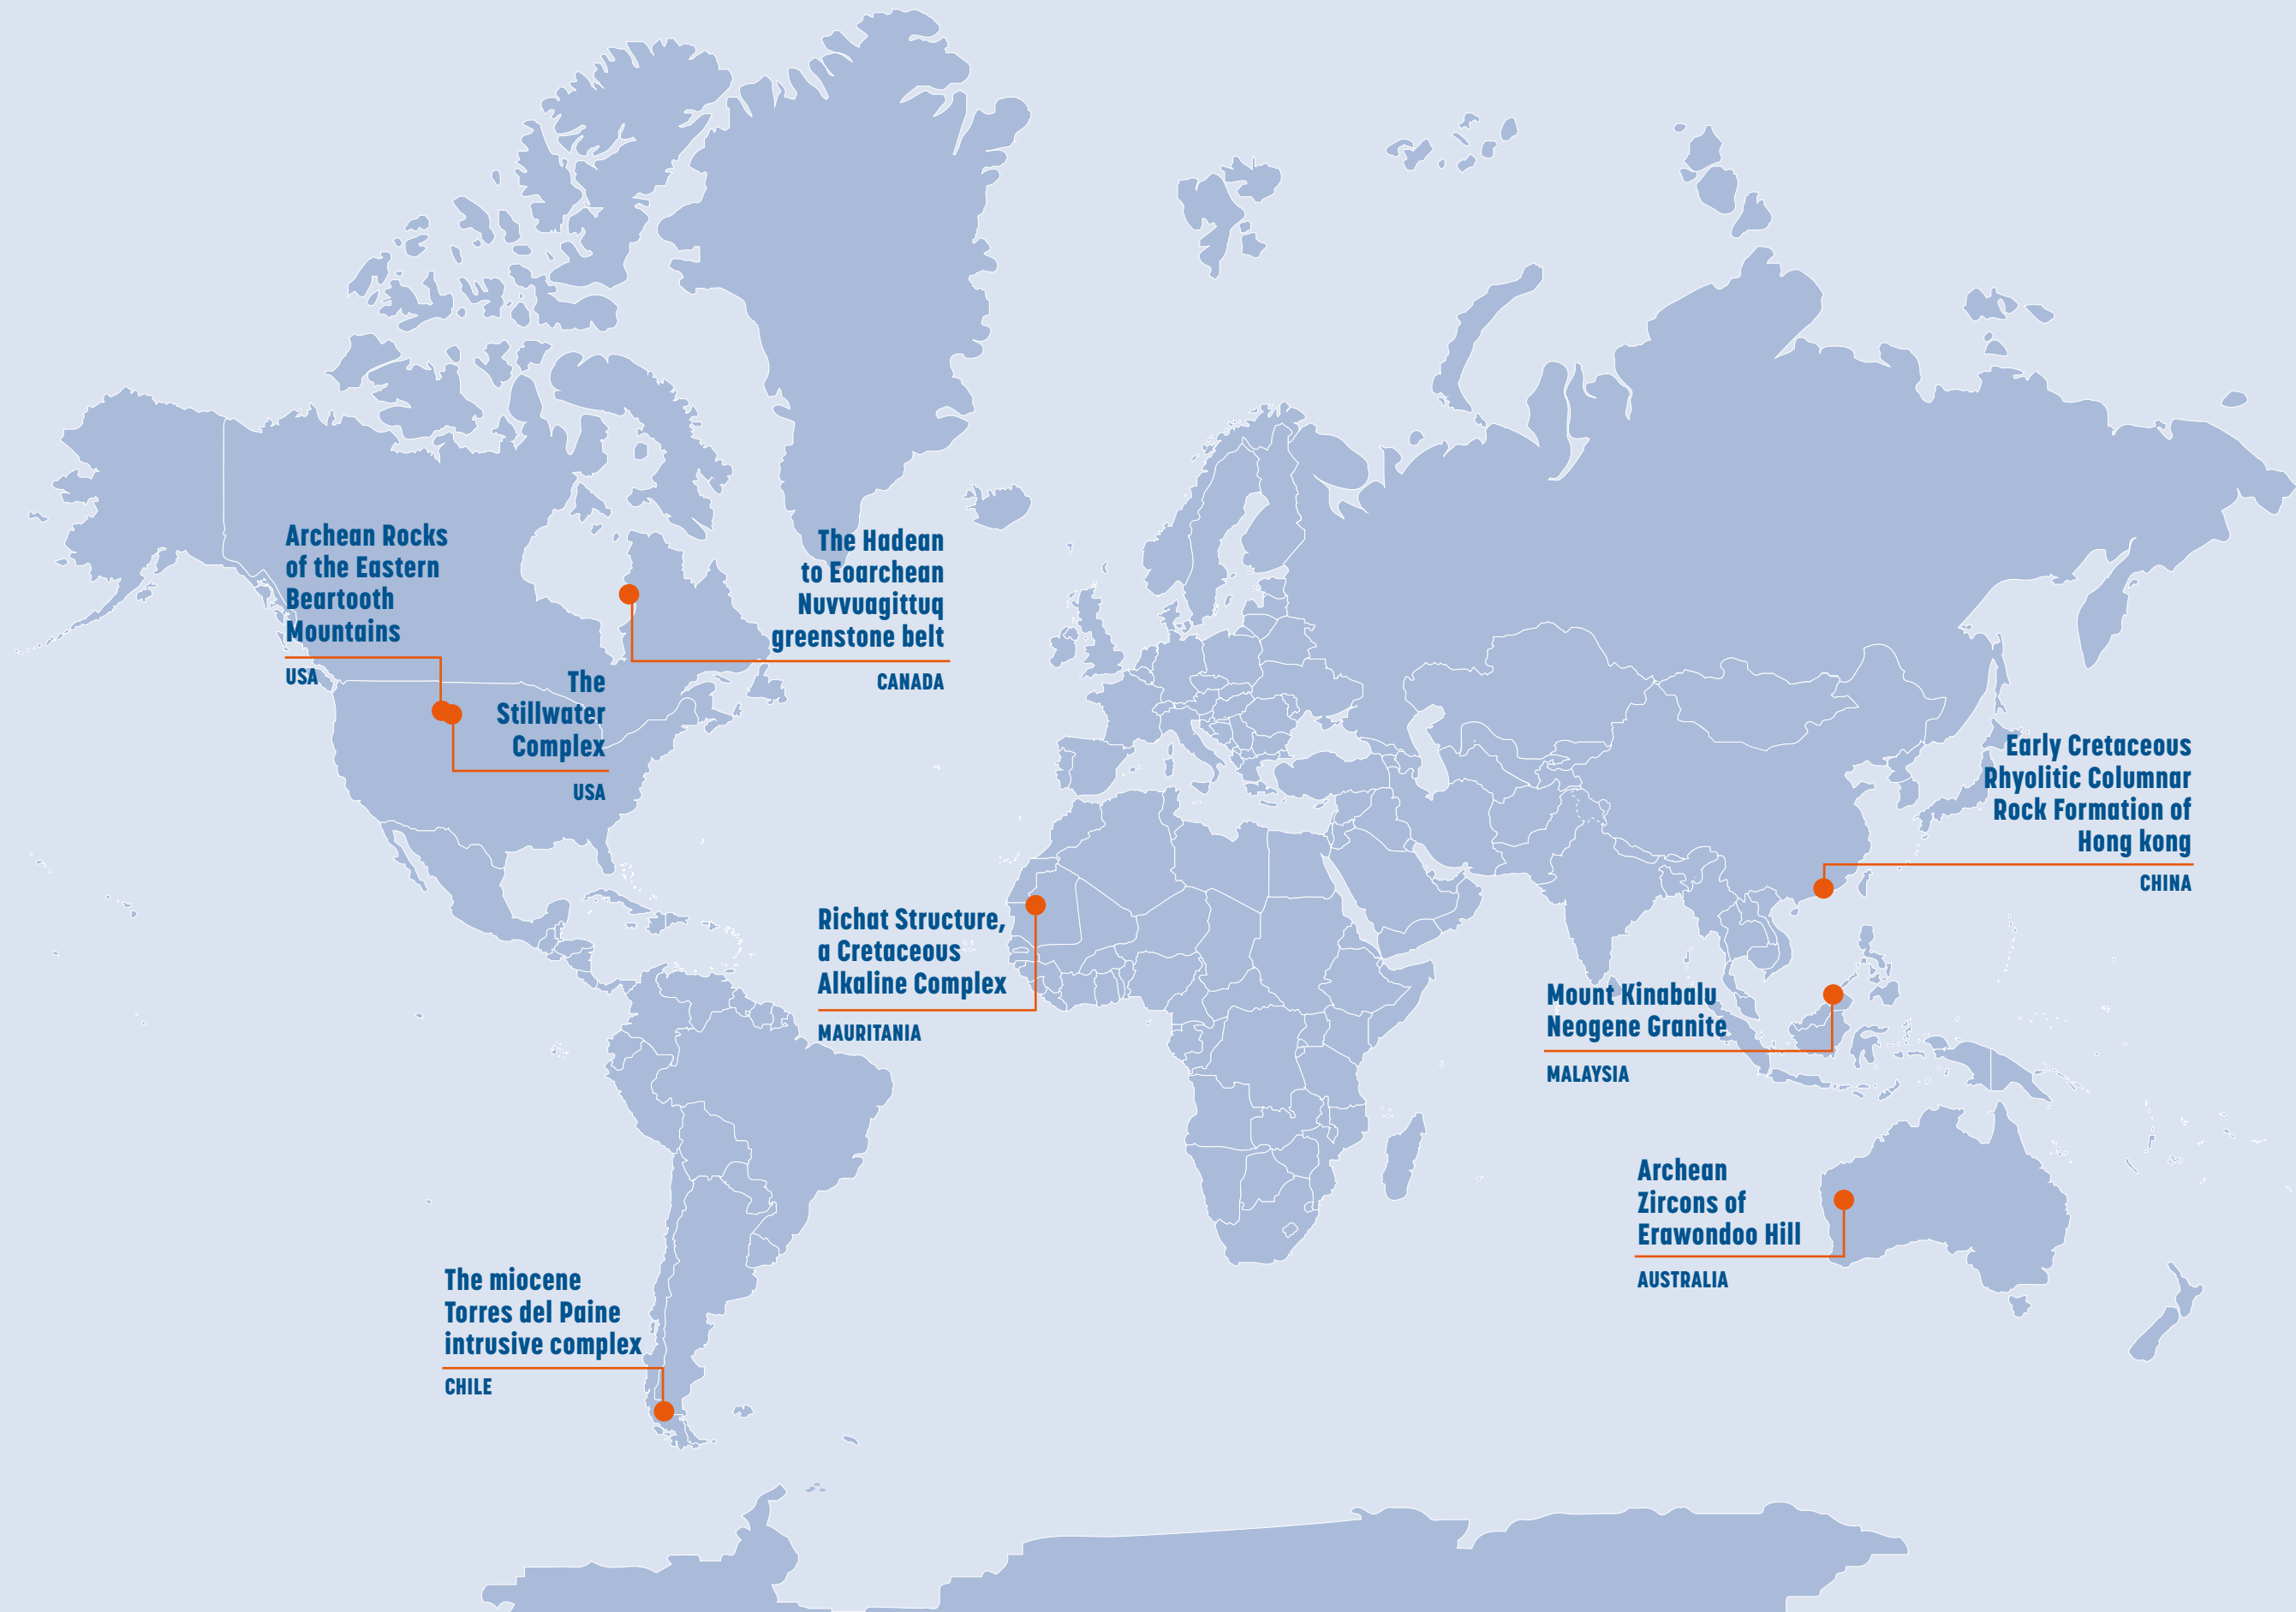 Archean Rocks
of the Eastern
Beartooth
Mountains
USA
The Hadean
to Eoarchean
Nuvvuagittuq
greenstone belt
CANADA
The
Stillwater
Complex
USA
Early Cretaceous
Rhyolitic Columnar
Rock Formation of
Hong kong
CHINA
Richat Structure,
a Cretaceous
Alkaline Complex
MAURITANIA
Mount Kinabalu
Neogene Granite
MALAYSIA
Archean
Zircons of
Erawondoo Hill
AUSTRALIA
The miocene
Torres del Paine
intrusive complex
CHILE